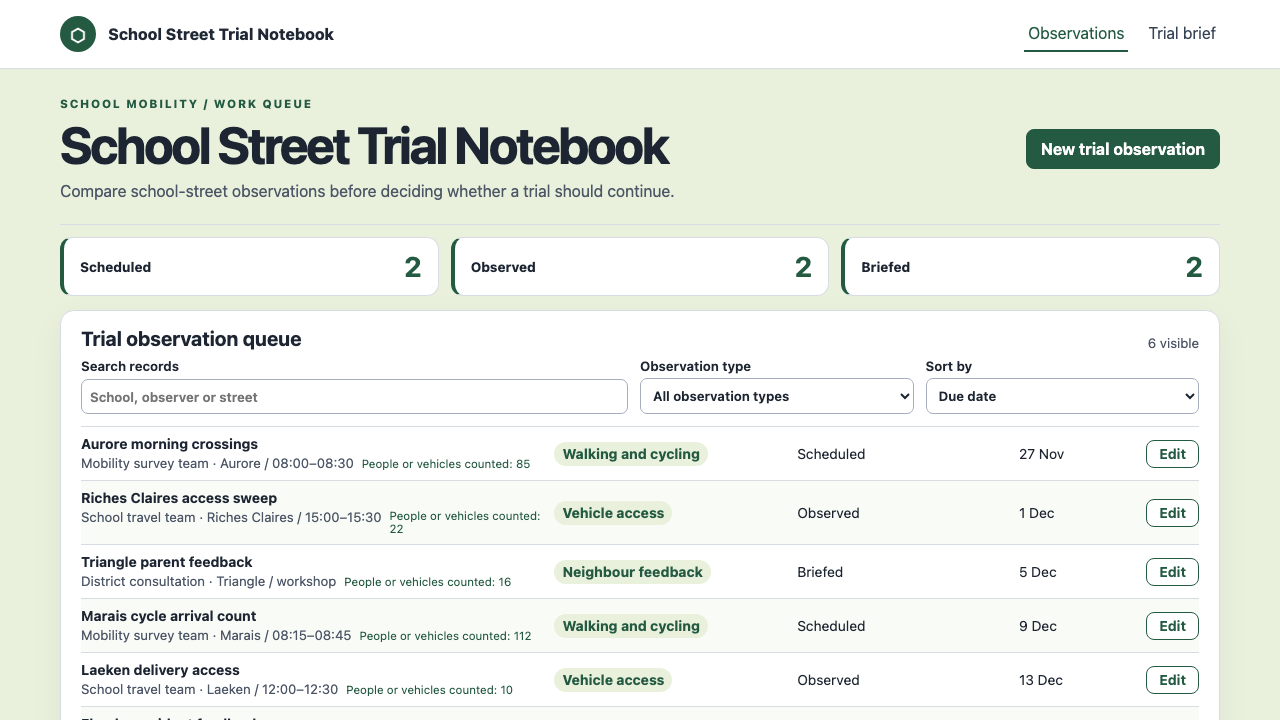 School Street Trial Notebook
Observations
Trial brief
SCHOOL MOBILITY / WORK QUEUE
School Street Trial Notebook
New trial observation
Compare school-street observations before deciding whether a trial should continue.
Scheduled 2
Observed 2
Briefed 2
Trial observation queue
6 visible
Search records
Observation type
Sort by
School, observer or street
All observation types
Due date
Aurore morning crossings
Mobility survey team · Aurore / 08:00–08:30 People or vehicles counted: 85
Walking and cycling
Scheduled
27 Nov
Edit
Riches Claires access sweep
School travel team · Riches Claires / 15:00–15:30 People or vehicles counted:
22
Vehicle access
Observed
1 Dec
Edit
Triangle parent feedback
District consultation · Triangle / workshop People or vehicles counted: 16
Neighbour feedback
Briefed
5 Dec
Edit
Marais cycle arrival count
Mobility survey team · Marais / 08:15–08:45 People or vehicles counted: 112
Walking and cycling
Scheduled
9 Dec
Edit
Laeken delivery access
School travel team · Laeken / 12:00–12:30 People or vehicles counted: 10
Vehicle access
Observed
13 Dec
Edit